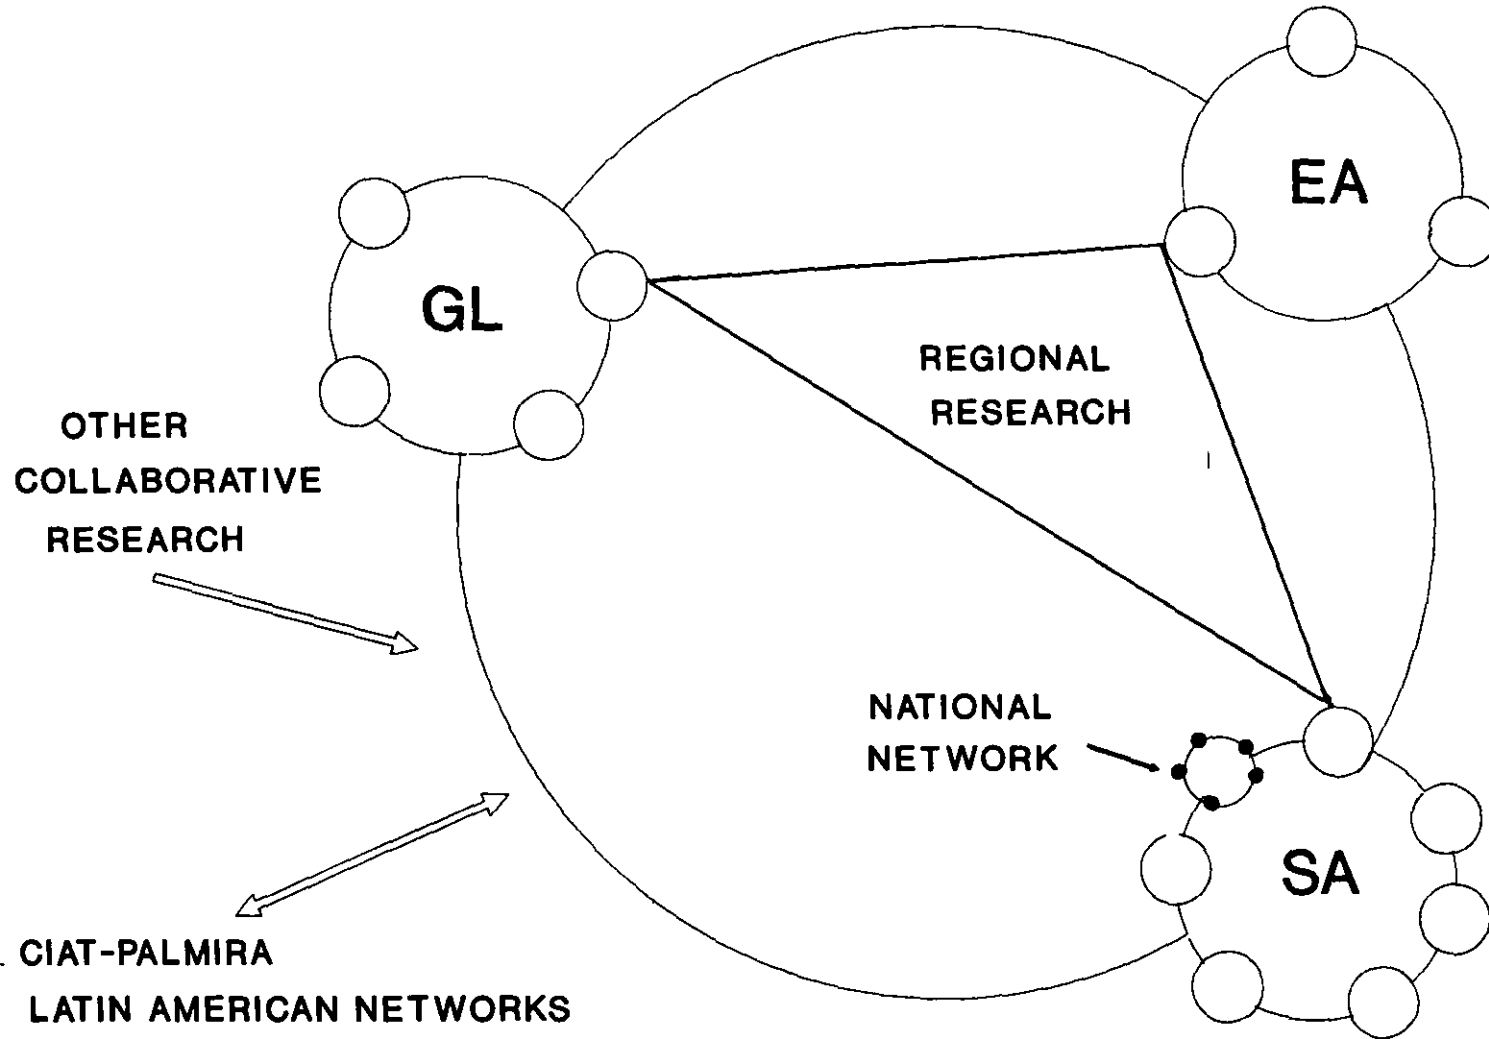 EA
GL
REGIONAL
RESEARCH
OTHER
COLLABORATIVE
RESEARCH
NATIONAL
NETWORK
SA
CIAT-PALMIRA
LATIN AMERICAN NETWORKS